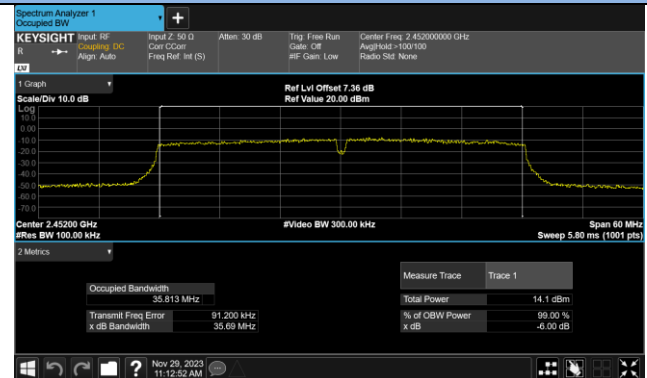 Spectrum Analyzer 1
Occupied BW
KEYSIGHT Input: RF Input Z: 50 Ω Atten: 30 dB Trig: Free Run Center Freq: 2.452000000 GHz
R Coupling: DC Corr CCorr Gate: Off Avg|Hold:>100/100
Align: Auto Freq Ref: Int (S) #IF Gain: Low Radio Std: None
LXI
1 Graph
Ref Lvl Offset 7.36 dB
Scale/Div 10.0 dB Ref Value 20.00 dBm
Log
10.0
0.00
-10.0
-20.0
-30.0
-40.0
-50.0
-60.0
-70.0
Center 2.45200 GHz #Video BW 300.00 kHz Span 60 MHz
#Res BW 100.00 kHz Sweep 5.80 ms (1001 pts)
2 Metrics
Measure Trace Trace 1
Occupied Bandwidth
35.813 MHz Total Power 14.1 dBm
Transmit Freq Error 91.200 kHz % of OBW Power 99.00 %
x dB Bandwidth 35.69 MHz x dB -6.00 dB
? Nov 29, 2023
11:12:52 AM